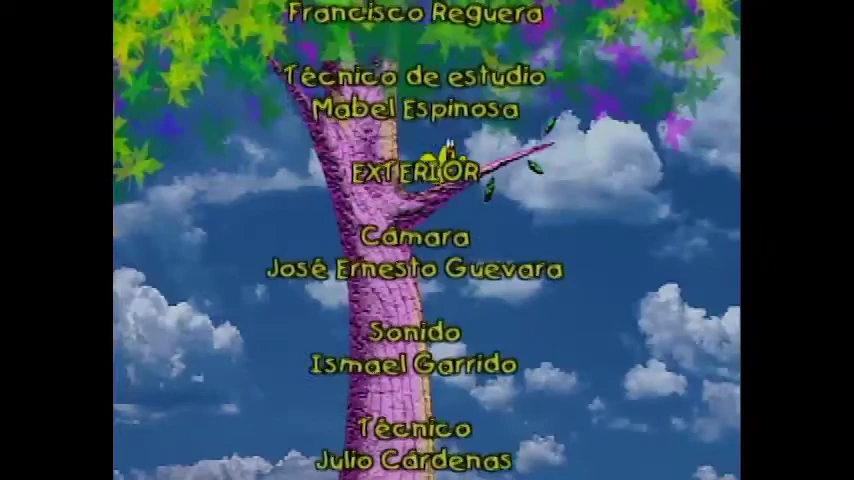 Francisco Reguera
Técnico de estudio
Mabel Espinosa
EXTERIOR
Cámara
José Ernesto Guevara
Sonido
Ismael Garrido
Técnico
Julio Cárdenas